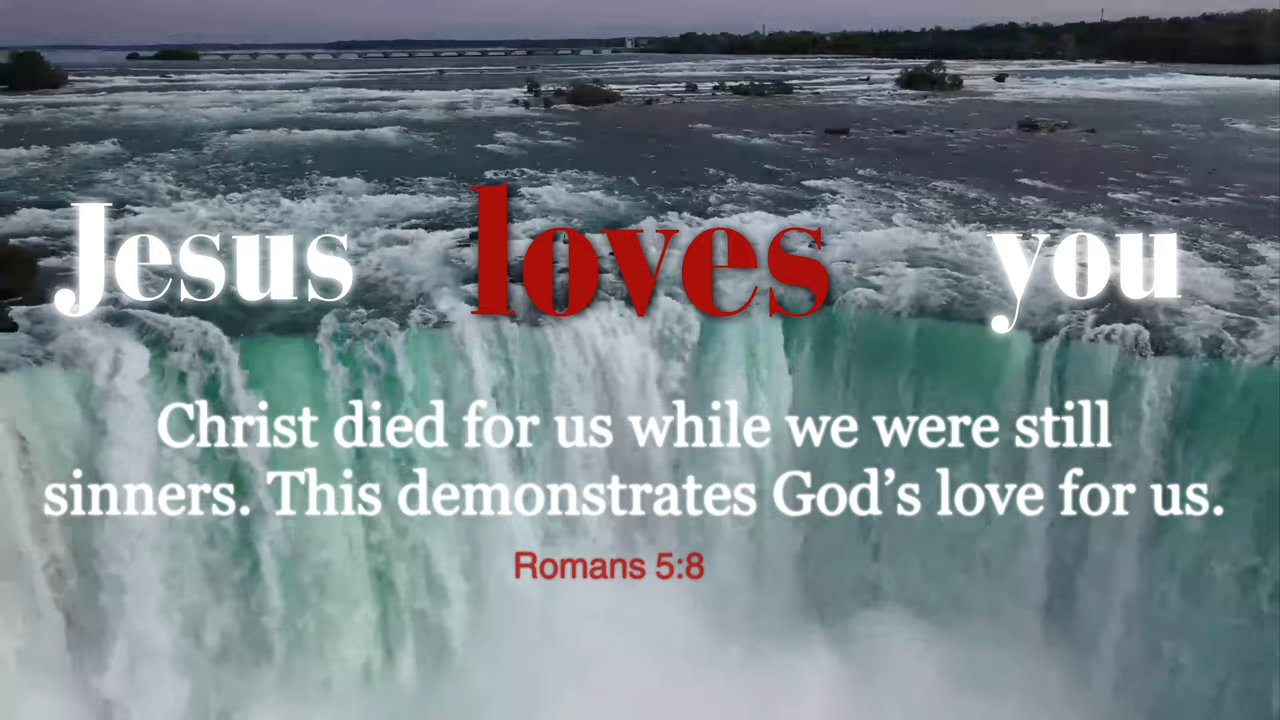 Jesus loves you
Christ died for us while we were still
sinners. This demonstrates God’s love for us.
Romans 5:8